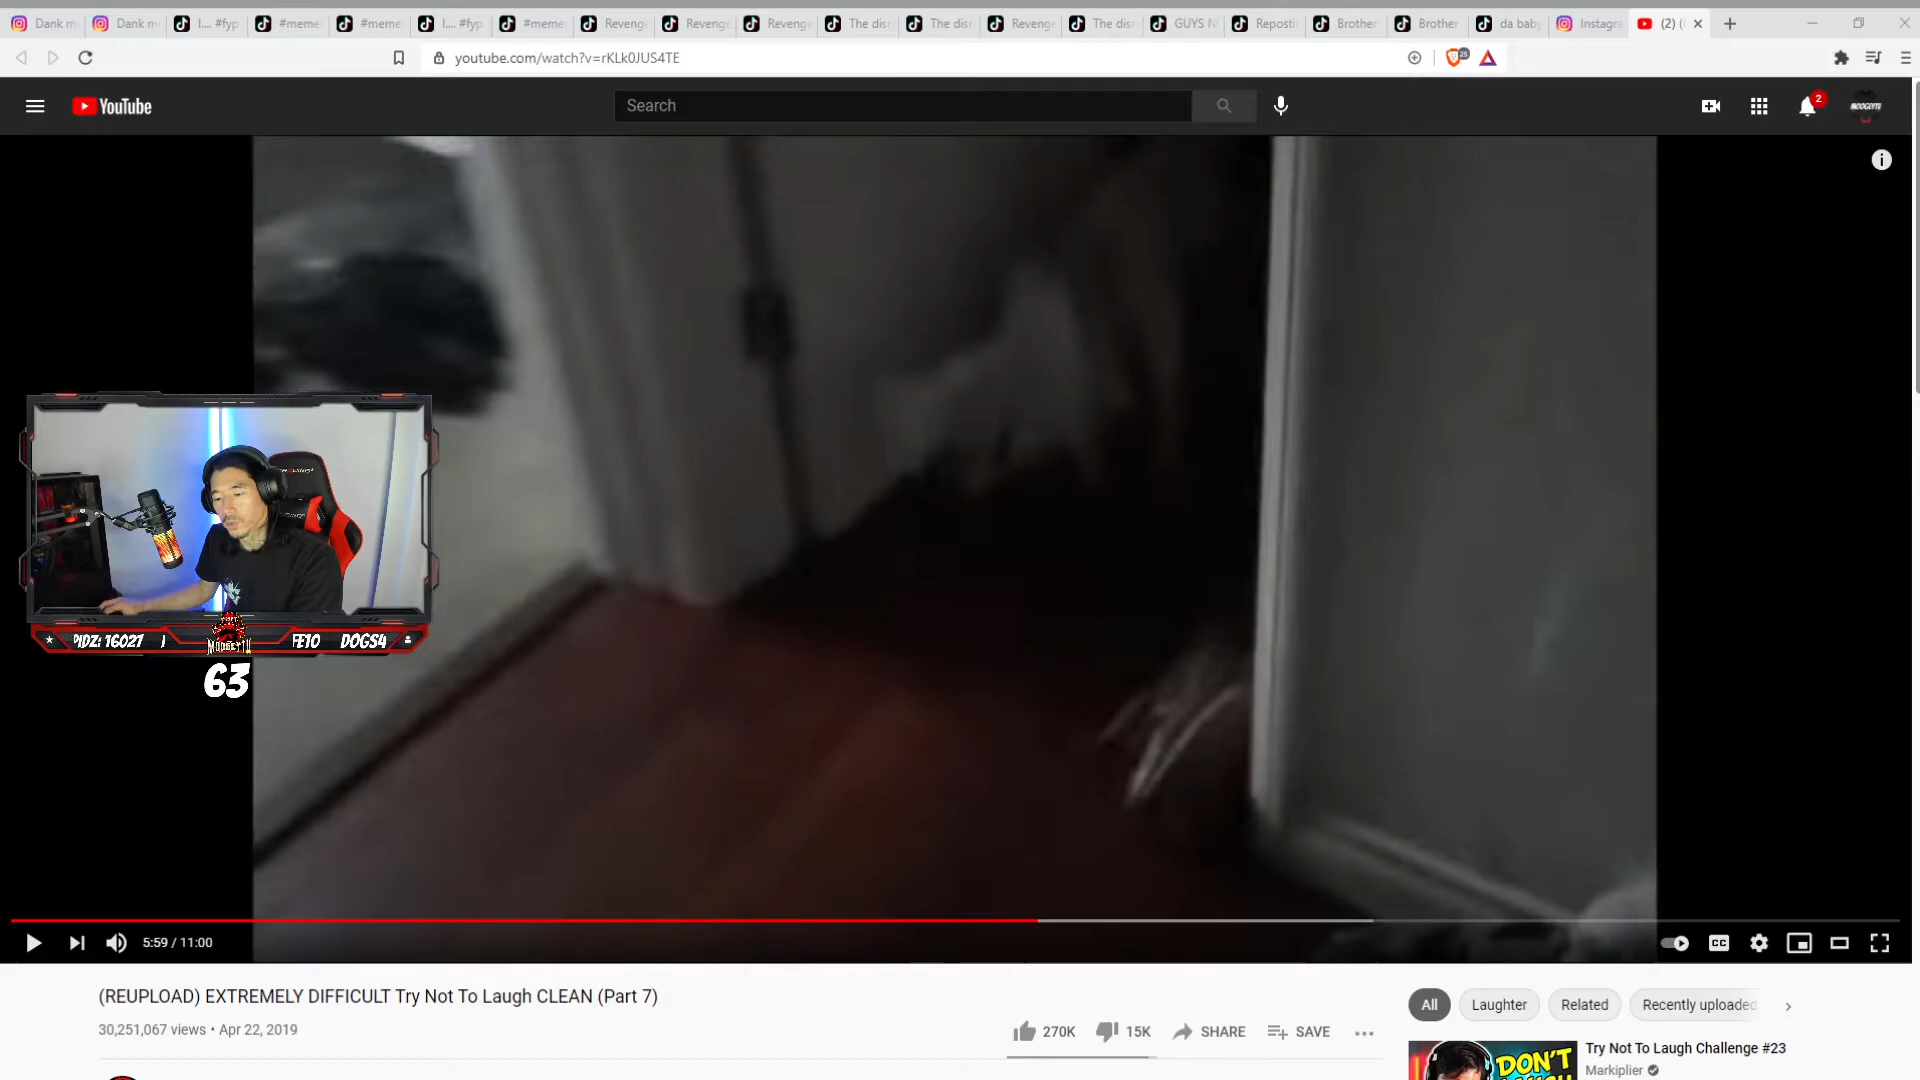 Dank m
Dank m
I.... #fyp
#meme
#meme
I.... #fyp
#meme
Reveng
Reveng
Reveng
The dis
The dis
Reveng
The dis
GUYS N
Reposti
Brother
Brother
da baby
Instagra
(2) (
youtube.com/watch?v=rKLk0JUS4TE
25
YouTube
Search
2
MOOGEYTU
PIDZ: 16027
FE10 DOGS4
63
5:59 / 11:00
CC
(REUPLOAD) EXTREMELY DIFFICULT Try Not To Laugh CLEAN (Part 7)
30,251,067 views • Apr 22, 2019
270K
15K
SHARE
SAVE
All
Laughter
Related
Recently uploaded
DON'T
Try Not To Laugh Challenge #23
Markiplier